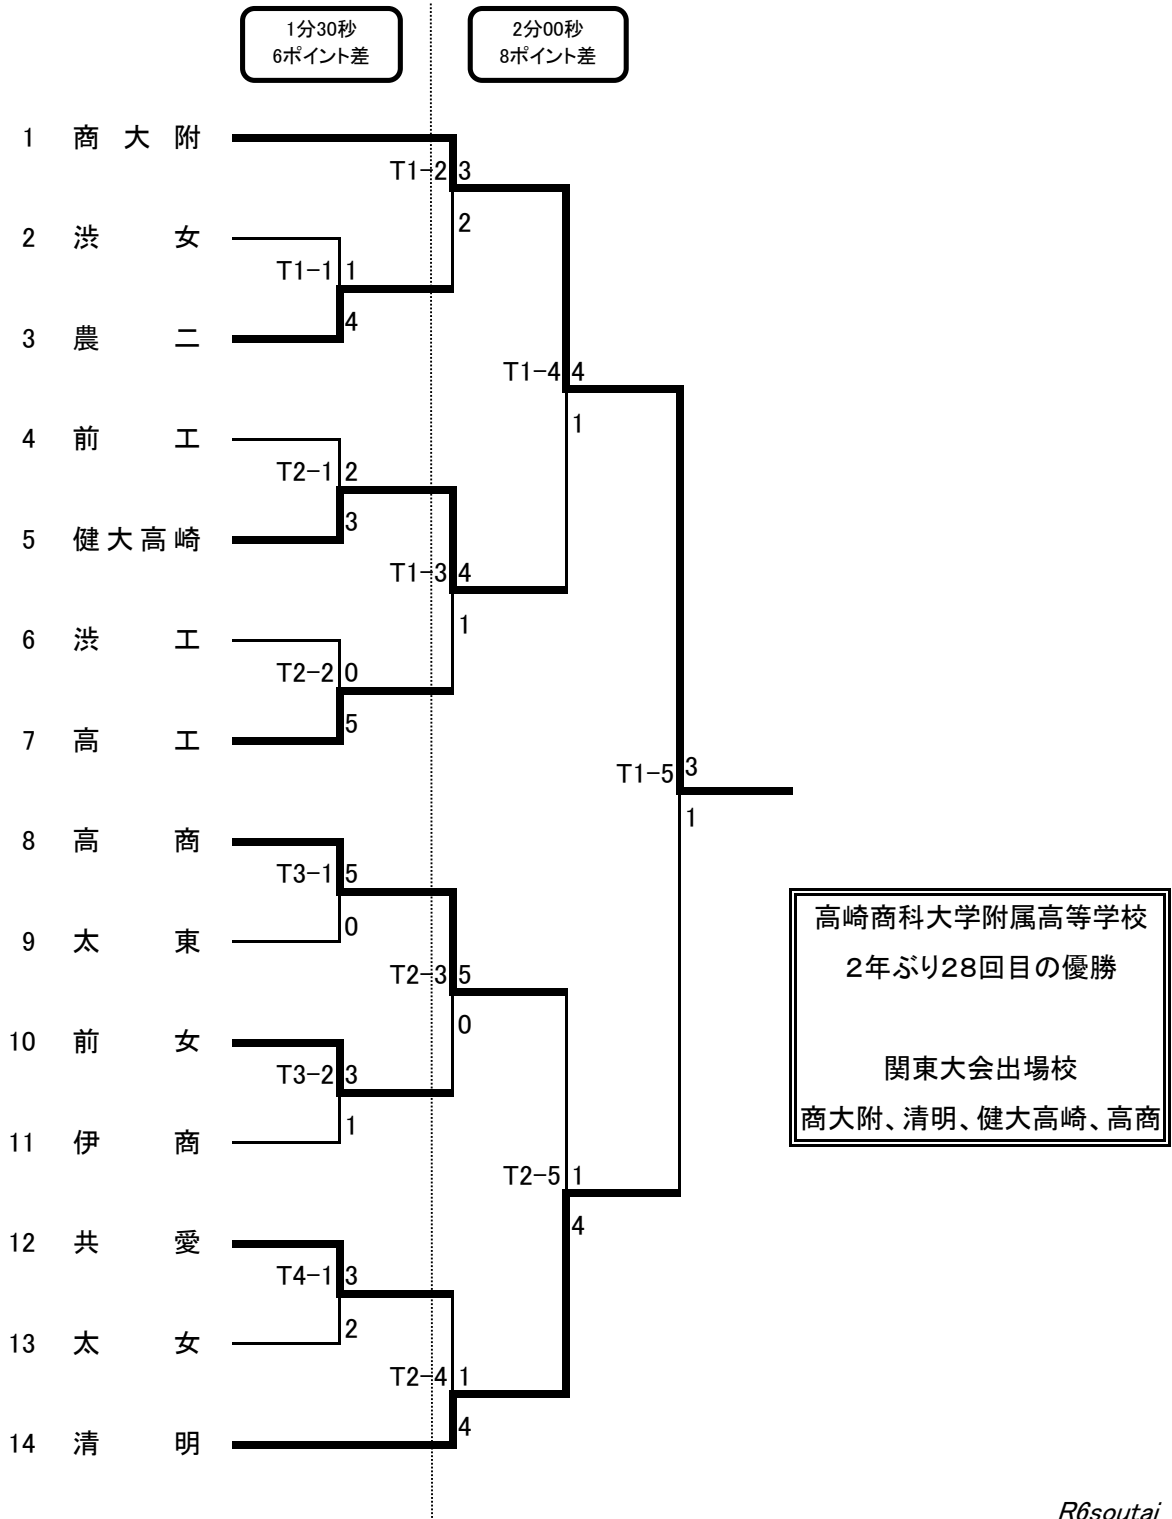 1分30秒
6ポイント差
2分00秒
8ポイント差
1 商大附
T1-2 3
2
2 渋女
T1-1 1
4
3 農二
T1-4 4
1
4 前工
T2-1 2
3
5 健大高崎
T1-3 4
1
6 渋工
T2-2 0
5
7 高工
T1-5 3
1
8 高商
T3-1 5
0
9 太東
T2-3 5
0
10 前女
T3-2 3
1
11 伊商
T2-5 1
4
12 共愛
T4-1 3
2
13 太女
T2-4 1
4
14 清明
高崎商科大学附属高等学校
2年ぶり28回目の優勝
関東大会出場校
商大附、清明、健大高崎、高商
R6soutai